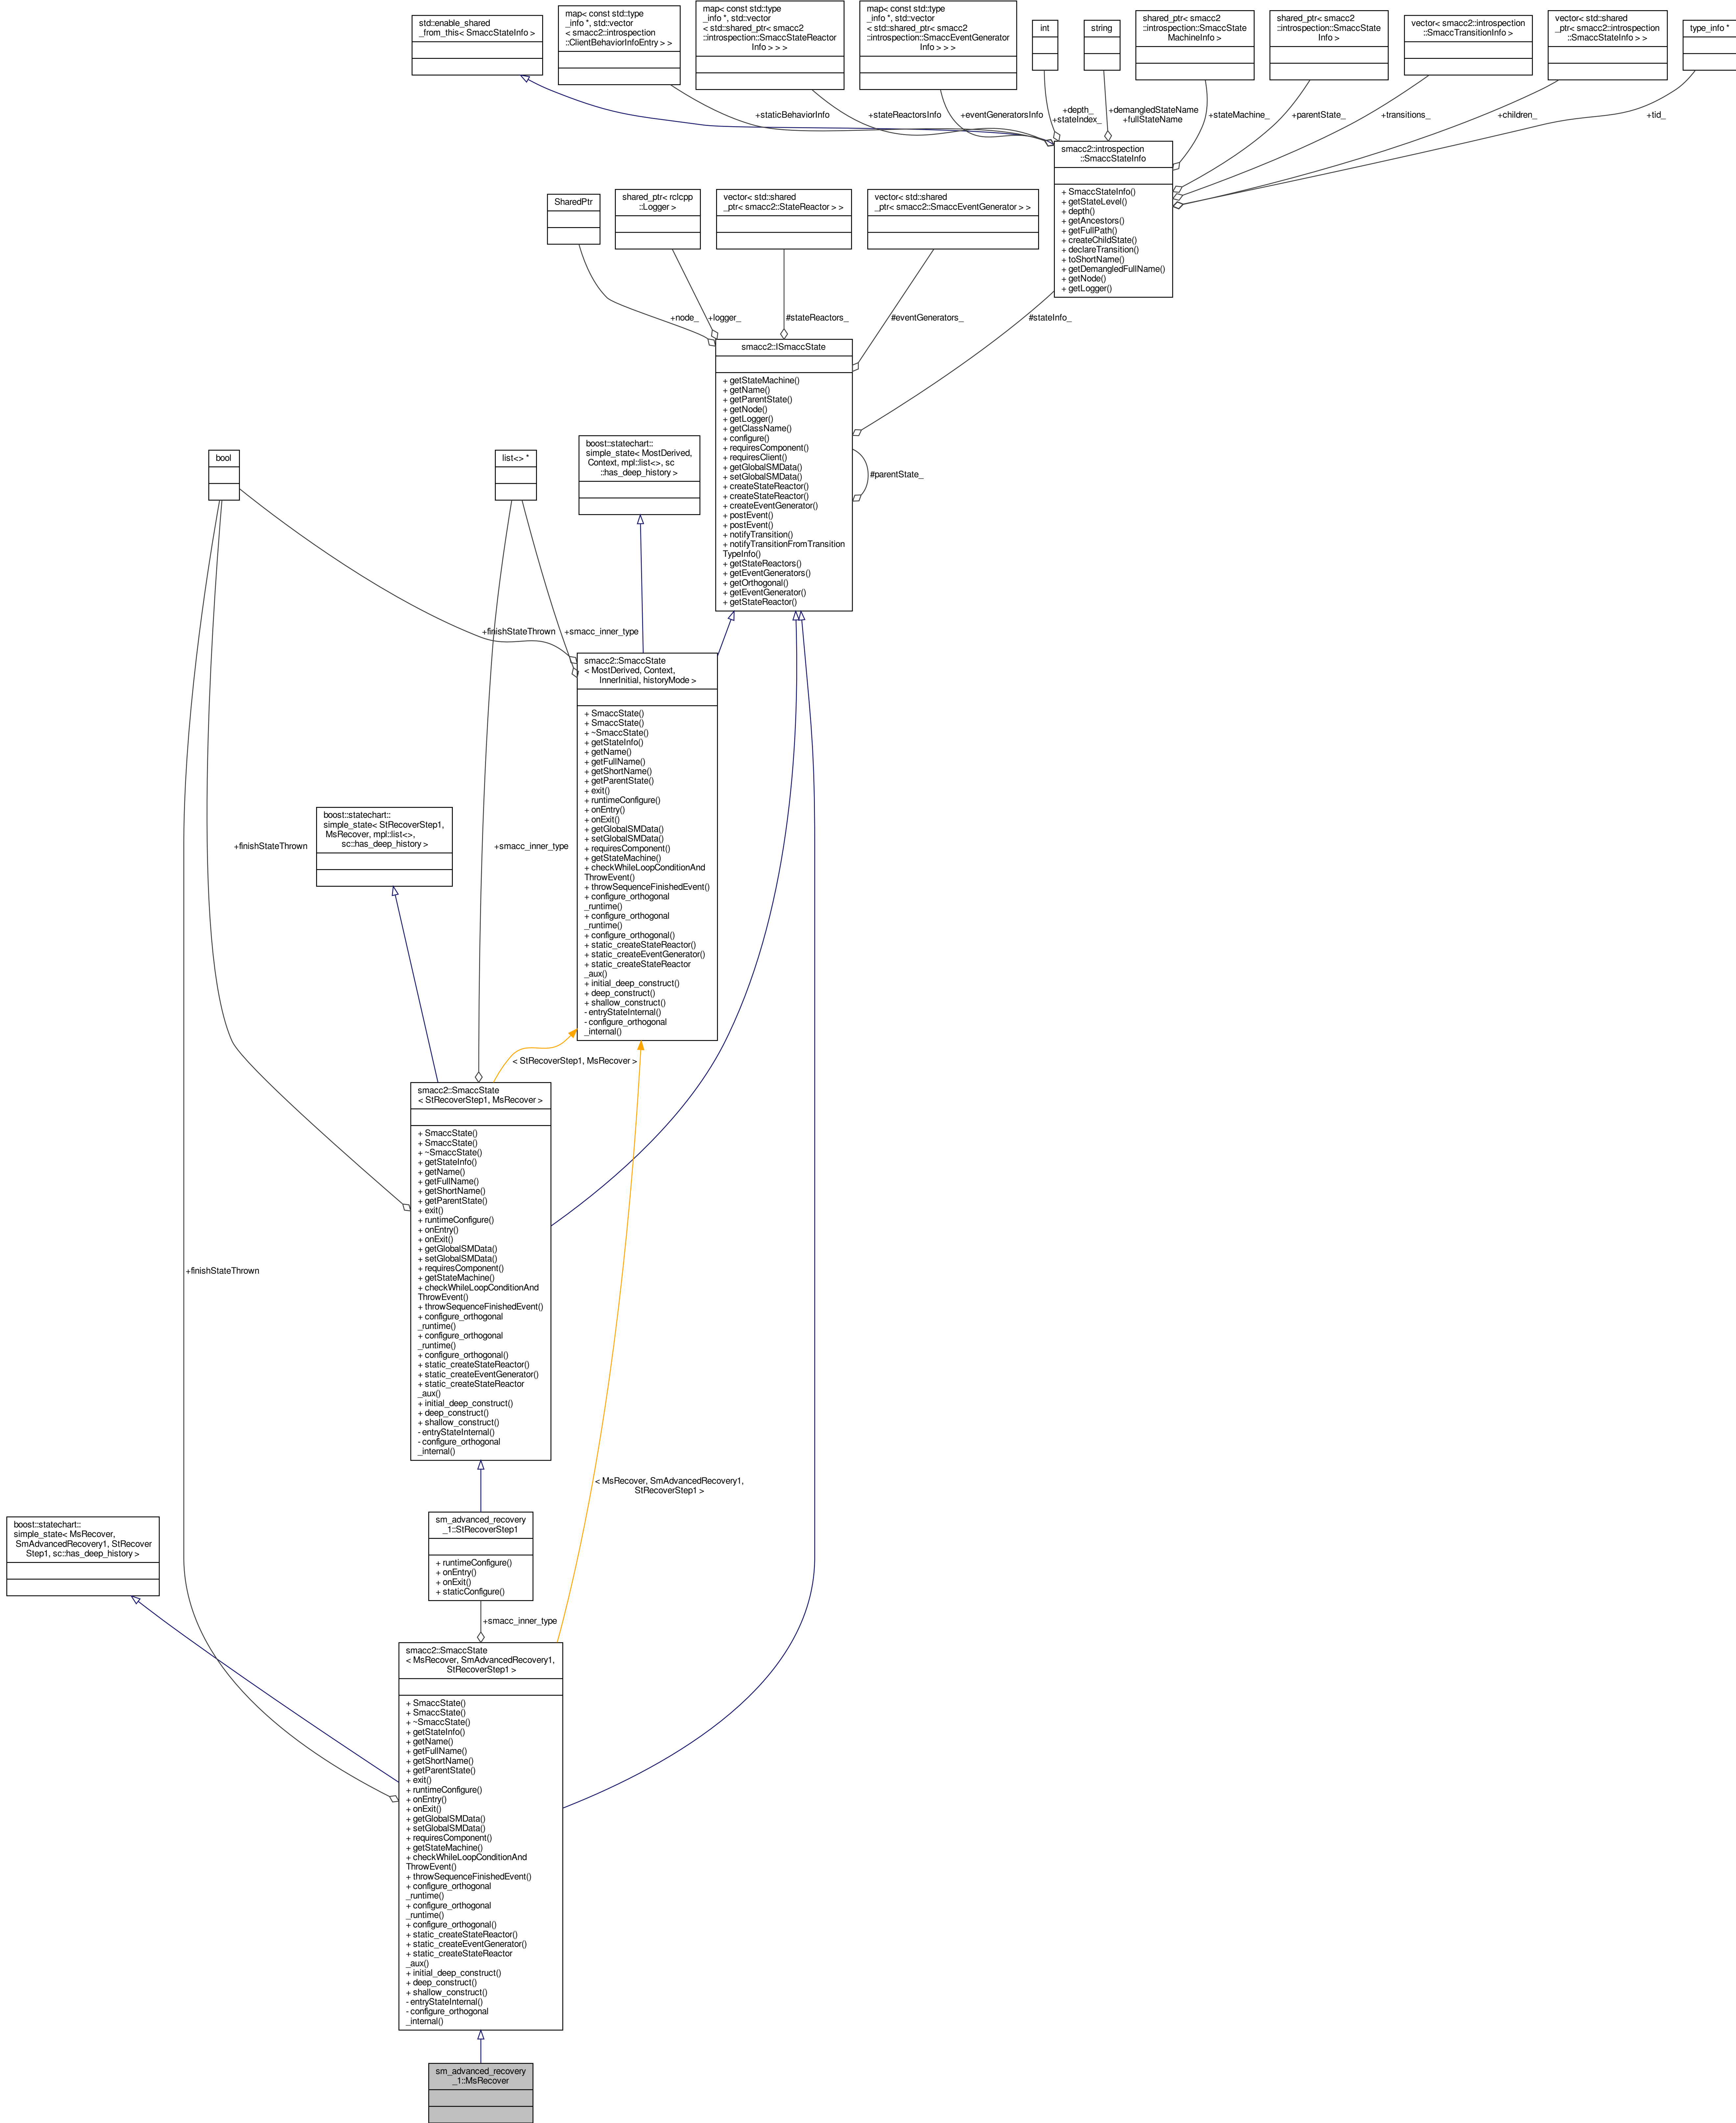 std::enable_shared
_from_this< SmaccStateInfo >
map< const std::type
_info *, std::vector
< smacc2::introspection
::ClientBehaviorInfoEntry > >
map< const std::type
_info *, std::vector
< std::shared_ptr< smacc2
::introspection::SmaccStateReactor
Info > > >
map< const std::type
_info *, std::vector
< std::shared_ptr< smacc2
::introspection::SmaccEventGenerator
Info > > >
int
string
shared_ptr< smacc2
::introspection::SmaccState
MachineInfo >
shared_ptr< smacc2
::introspection::SmaccState
Info >
vector< smacc2::introspection
::SmaccTransitionInfo >
vector< std::shared
_ptr< smacc2::introspection
::SmaccStateInfo > >
type_info *
+staticBehaviorInfo
+stateReactorsInfo
+eventGeneratorsInfo
+depth_
+stateIndex_
+demangledStateName
+fullStateName
+stateMachine_
+parentState_
+transitions_
+children_
+tid_
smacc2::introspection
::SmaccStateInfo
+ SmaccStateInfo()
+ getStateLevel()
+ depth()
+ getAncestors()
+ getFullPath()
+ createChildState()
+ declareTransition()
+ toShortName()
+ getDemangledFullName()
+ getNode()
+ getLogger()
SharedPtr
shared_ptr< rclcpp
::Logger >
vector< std::shared
_ptr< smacc2::StateReactor > >
vector< std::shared
_ptr< smacc2::SmaccEventGenerator > >
+node_
+logger_
#stateReactors_
#eventGenerators_
#stateInfo_
smacc2::ISmaccState
+ getStateMachine()
+ getName()
+ getParentState()
+ getNode()
+ getLogger()
+ getClassName()
+ configure()
+ requiresComponent()
+ requiresClient()
+ getGlobalSMData()
+ setGlobalSMData()
+ createStateReactor()
+ createStateReactor()
+ createEventGenerator()
+ postEvent()
+ postEvent()
+ notifyTransition()
+ notifyTransitionFromTransition
TypeInfo()
+ getStateReactors()
+ getEventGenerators()
+ getOrthogonal()
+ getEventGenerator()
+ getStateReactor()
#parentState_
bool
list<> *
boost::statechart::
simple_state< MostDerived,
Context, mpl::list<>, sc
::has_deep_history >
+finishStateThrown
+smacc_inner_type
smacc2::SmaccState
< MostDerived, Context,
InnerInitial, historyMode >
+ SmaccState()
+ SmaccState()
+ ~SmaccState()
+ getStateInfo()
+ getName()
+ getFullName()
+ getShortName()
+ getParentState()
+ exit()
+ runtimeConfigure()
+ onEntry()
+ onExit()
+ getGlobalSMData()
+ setGlobalSMData()
+ requiresComponent()
+ getStateMachine()
+ checkWhileLoopConditionAnd
ThrowEvent()
+ throwSequenceFinishedEvent()
+ configure_orthogonal
_runtime()
+ configure_orthogonal
_runtime()
+ configure_orthogonal()
+ static_createStateReactor()
+ static_createEventGenerator()
+ static_createStateReactor
_aux()
+ initial_deep_construct()
+ deep_construct()
+ shallow_construct()
- entryStateInternal()
- configure_orthogonal
_internal()
boost::statechart::
simple_state< StRecoverStep1,
MsRecover, mpl::list<>,
sc::has_deep_history >
+finishStateThrown
+smacc_inner_type
< StRecoverStep1, MsRecover >
smacc2::SmaccState
< StRecoverStep1, MsRecover >
+ SmaccState()
+ SmaccState()
+ ~SmaccState()
+ getStateInfo()
+ getName()
+ getFullName()
+ getShortName()
+ getParentState()
+ exit()
+ runtimeConfigure()
+ onEntry()
+ onExit()
+ getGlobalSMData()
+ setGlobalSMData()
+ requiresComponent()
+ getStateMachine()
+ checkWhileLoopConditionAnd
ThrowEvent()
+ throwSequenceFinishedEvent()
+ configure_orthogonal
_runtime()
+ configure_orthogonal
_runtime()
+ configure_orthogonal()
+ static_createStateReactor()
+ static_createEventGenerator()
+ static_createStateReactor
_aux()
+ initial_deep_construct()
+ deep_construct()
+ shallow_construct()
- entryStateInternal()
- configure_orthogonal
_internal()
+finishStateThrown
< MsRecover, SmAdvancedRecovery1,
StRecoverStep1 >
boost::statechart::
simple_state< MsRecover,
SmAdvancedRecovery1, StRecover
Step1, sc::has_deep_history >
sm_advanced_recovery
_1::StRecoverStep1
+ runtimeConfigure()
+ onEntry()
+ onExit()
+ staticConfigure()
+smacc_inner_type
smacc2::SmaccState
< MsRecover, SmAdvancedRecovery1,
StRecoverStep1 >
+ SmaccState()
+ SmaccState()
+ ~SmaccState()
+ getStateInfo()
+ getName()
+ getFullName()
+ getShortName()
+ getParentState()
+ exit()
+ runtimeConfigure()
+ onEntry()
+ onExit()
+ getGlobalSMData()
+ setGlobalSMData()
+ requiresComponent()
+ getStateMachine()
+ checkWhileLoopConditionAnd
ThrowEvent()
+ throwSequenceFinishedEvent()
+ configure_orthogonal
_runtime()
+ configure_orthogonal
_runtime()
+ configure_orthogonal()
+ static_createStateReactor()
+ static_createEventGenerator()
+ static_createStateReactor
_aux()
+ initial_deep_construct()
+ deep_construct()
+ shallow_construct()
- entryStateInternal()
- configure_orthogonal
_internal()
sm_advanced_recovery
_1::MsRecover